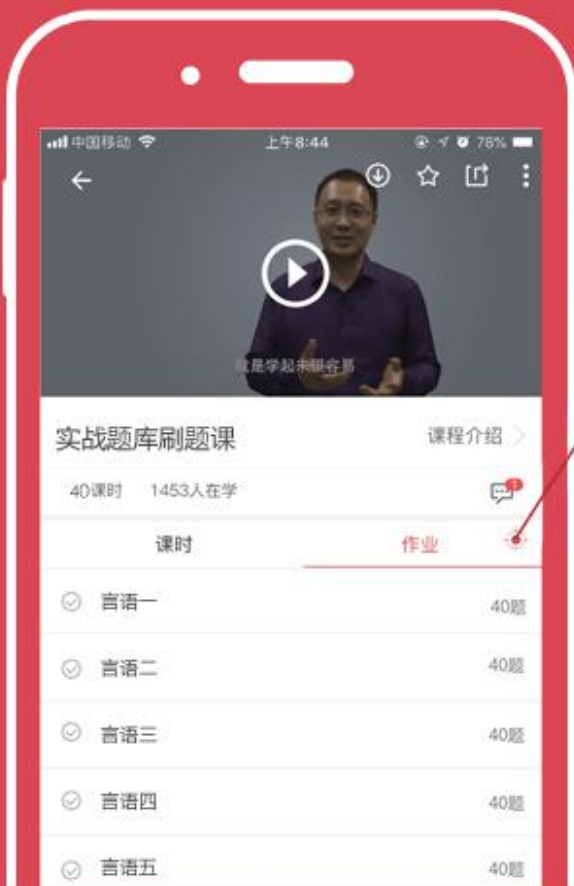 中国移动 上午8:44 78%
就是学起来很容易
实战题库刷题课 课程介绍
40课时 1453人在学 1
课时 作业
言语一 40题
言语二 40题
言语三 40题
言语四 40题
言语五 40题